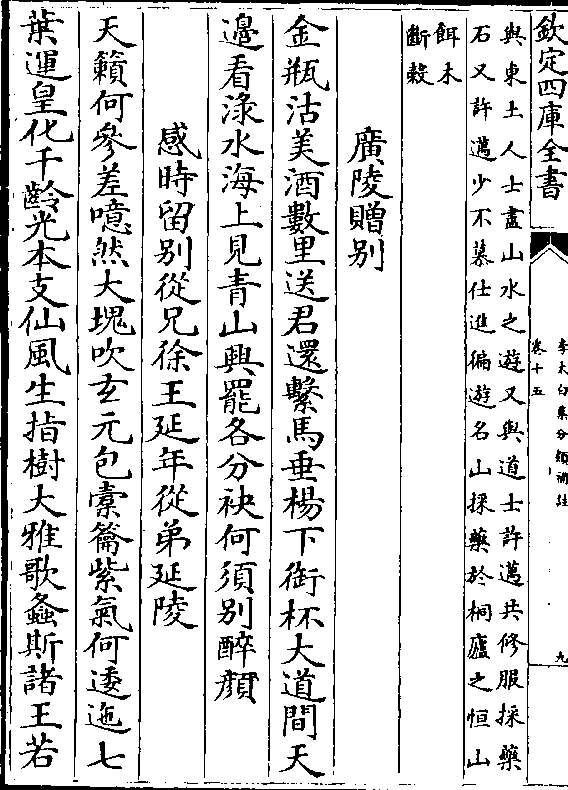 欽定四庫全書
李太白集分類補註
卷十五
九
與東土人士盡山水之遊又與道士許邁共修服採藥
石又許邁少不慕仕進徧遊名山採藥於桐廬之恒山
餌朮
斷穀
廣陵贈别
金瓶沽美酒數里送君還繫馬垂楊下銜杯大道間天
邉看淥水海上見青山興罷各分袂何須别醉顔
感時留别從兄徐王延年從弟延陵
天籟何參差噫然大塊吹玄元包橐籥紫氣何逶迤七
葉運皇化千齡光本支仙風生指樹大雅歌螽斯諸王若